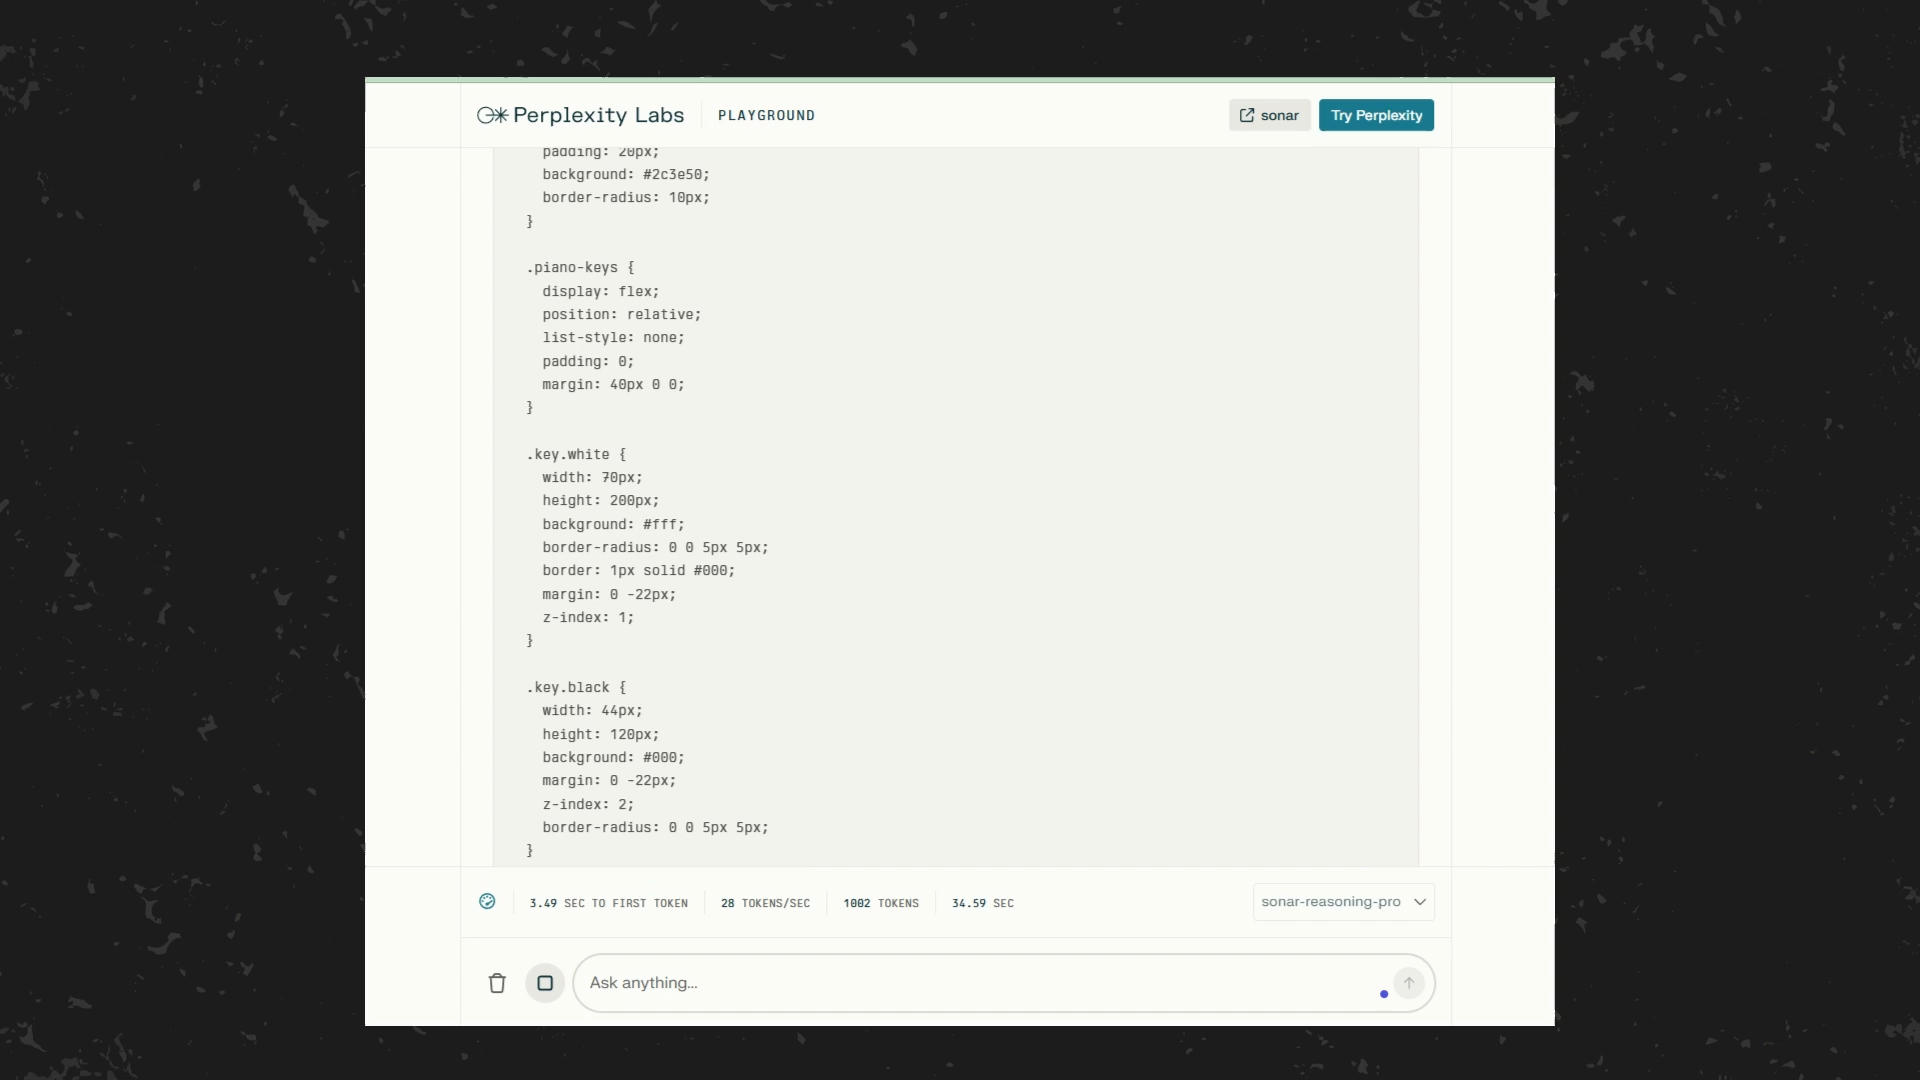 Perplexity Labs PLAYGROUND sonar Try Perplexity
padding: 20px;
background: #2c3e50;
border-radius: 10px;
}
.piano-keys {
display: flex;
position: relative;
list-style: none;
padding: 0;
margin: 40px 0 0;
}
.key.white {
width: 70px;
height: 200px;
background: #fff;
border-radius: 0 0 5px 5px;
border: 1px solid #000;
margin: 0 -22px;
z-index: 1;
}
.key.black {
width: 44px;
height: 120px;
background: #000;
margin: 0 -22px;
z-index: 2;
border-radius: 0 0 5px 5px;
}
3.49 SEC TO FIRST TOKEN 28 TOKENS/SEC 1002 TOKENS 34.59 SEC sonar-reasoning-pro
Ask anything...